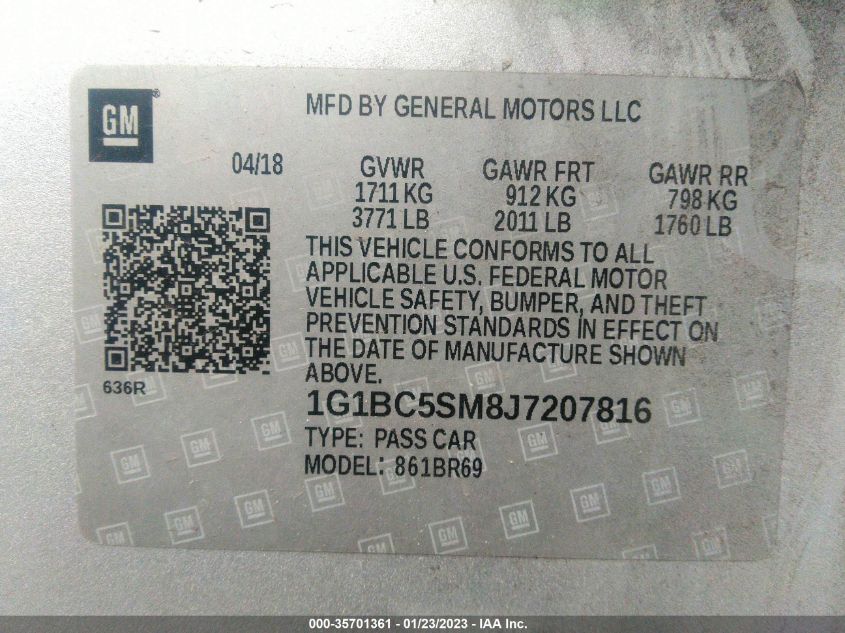 GM ®
MFD BY GENERAL MOTORS LLC
04/18 GVWR GAWR FRT GAWR RR
1711 KG 912 KG 798 KG
3771 LB 2011 LB 1760 LB
THIS VEHICLE CONFORMS TO ALL
APPLICABLE U.S. FEDERAL MOTOR
VEHICLE SAFETY, BUMPER, AND THEFT
PREVENTION STANDARDS IN EFFECT ON
THE DATE OF MANUFACTURE SHOWN
ABOVE.
636R
1G1BC5SM8J7207816
TYPE: PASS CAR
MODEL: 861BR69
000-35701361 - 01/23/2023 - IAA Inc.